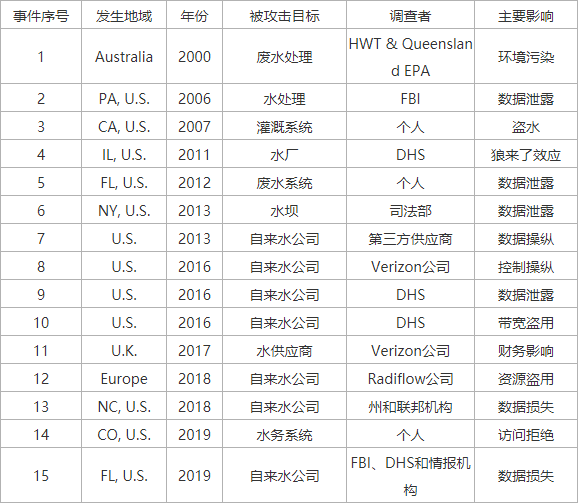 事件序号 发生地域 年份 被攻击目标 调查者 主要影响
1 Australia 2000 废水处理 HWT & Queenslan
d EPA 环境污染
2 PA, U.S. 2006 水处理 FBI 数据泄露
3 CA, U.S. 2007 灌溉系统 个人 盗水
4 IL, U.S. 2011 水厂 DHS 狼来了效应
5 FL, U.S. 2012 废水系统 个人 数据泄露
6 NY, U.S. 2013 水坝 司法部 数据泄露
7 U.S. 2013 自来水公司 第三方供应商 数据操纵
8 U.S. 2016 自来水公司 Verizon公司 控制操纵
9 U.S. 2016 自来水公司 DHS 数据泄露
10 U.S. 2016 自来水公司 DHS 带宽盗用
11 U.K. 2017 水供应商 Verizon公司 财务影响
12 Europe 2018 自来水公司 Radiflow公司 资源盗用
13 NC, U.S. 2018 自来水公司 州和联邦机构 数据损失
14 CO, U.S. 2019 水务系统 个人 访问拒绝
15 FL, U.S. 2019 自来水公司 FBI、DHS和情报机
构 数据损失